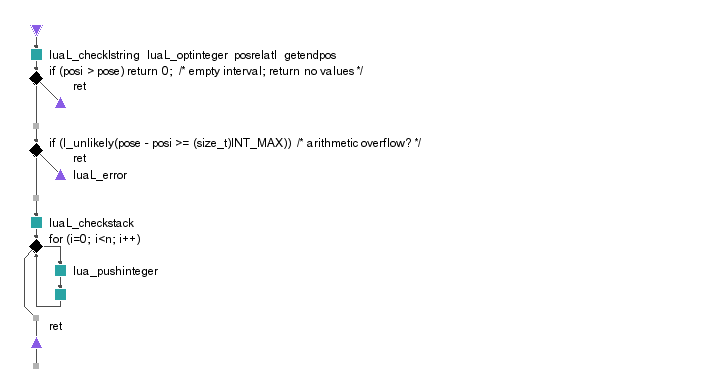 luaL_checklstring luaL_optinteger posrelatI getendpos
if (posi > pose) return 0; /* empty interval; return no values */
ret
if (l_unlikely(pose - posi >= (size_t)INT_MAX)) /* arithmetic overflow? */
ret
luaL_error
luaL_checkstack
for (i=0; i<n; i++)
lua_pushinteger
ret